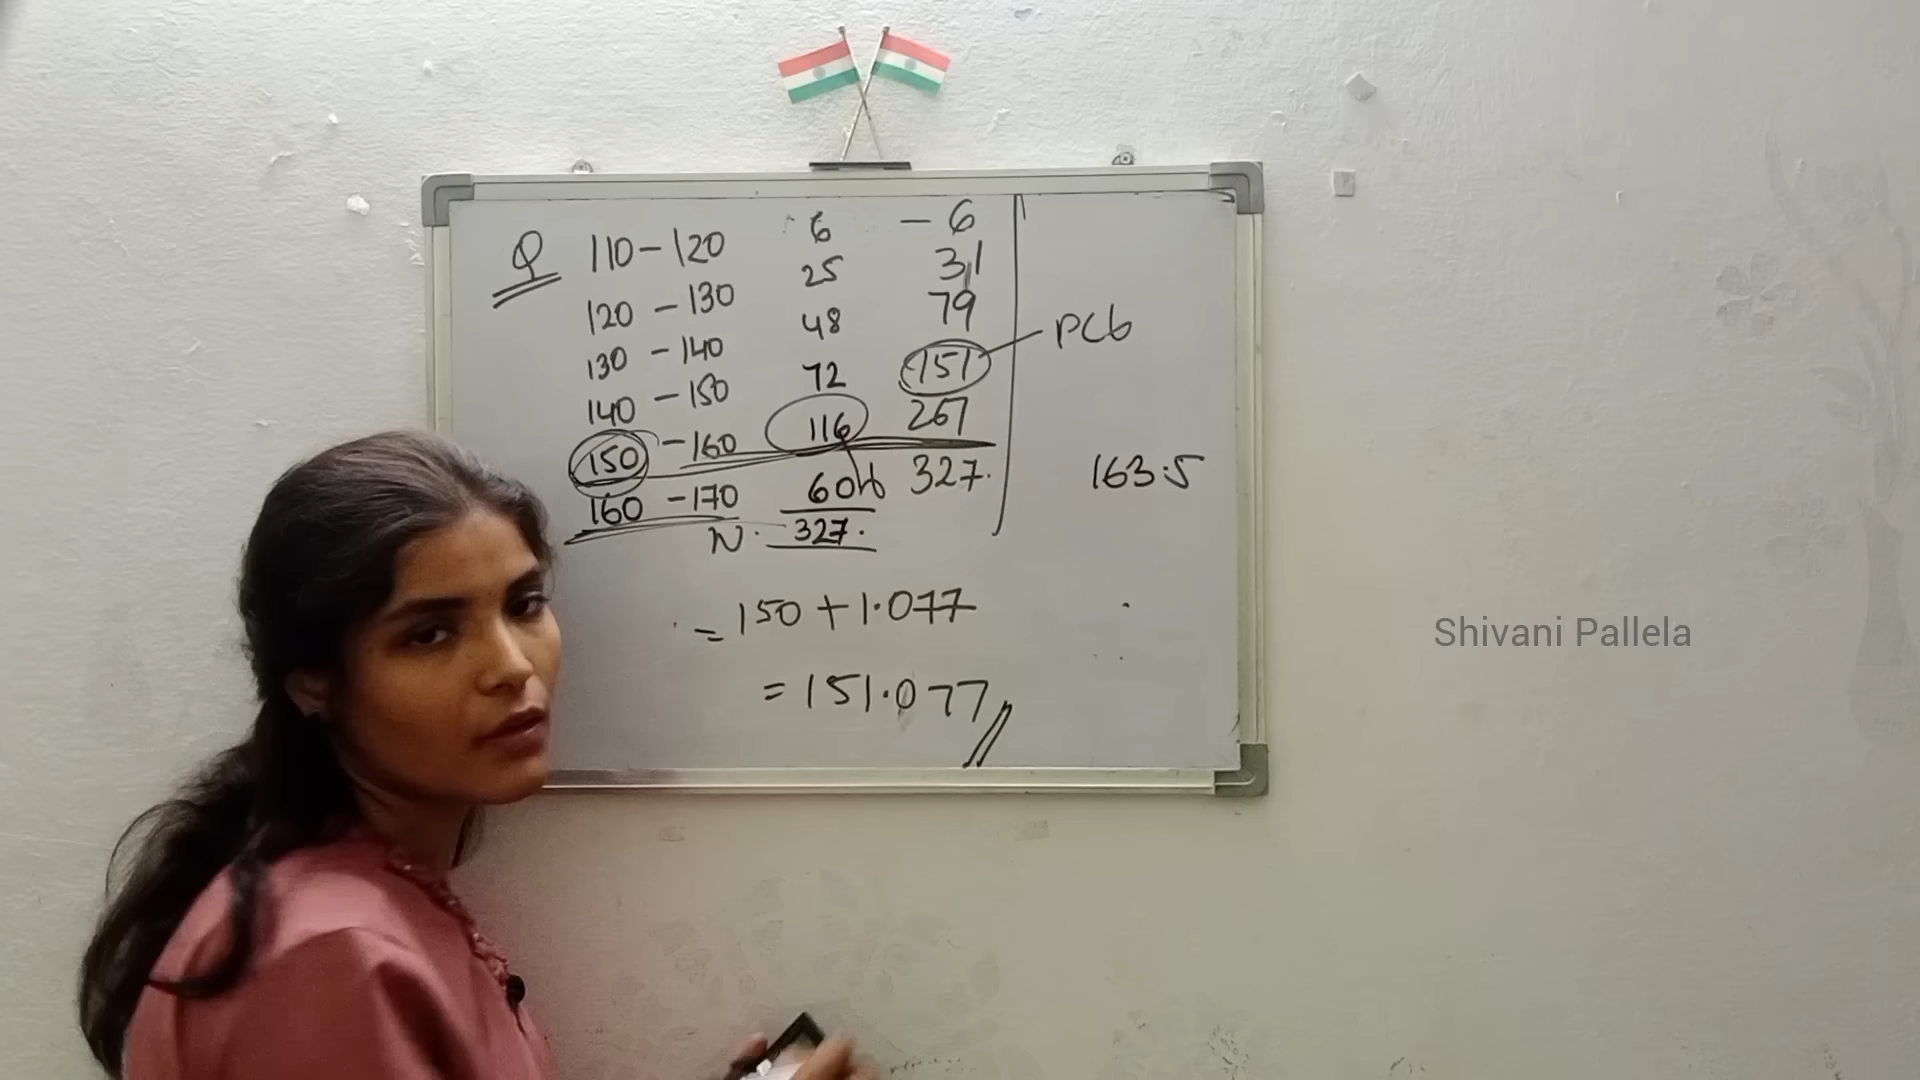 Q 110-120 6 - 6
120-130 25 31
130-140 48 79
140-150 72 151 PCb
150-160 116 267
160-170 60 327.
163.5
N. 327.
= 150+1.077
= 151.077
Shivani Pallela